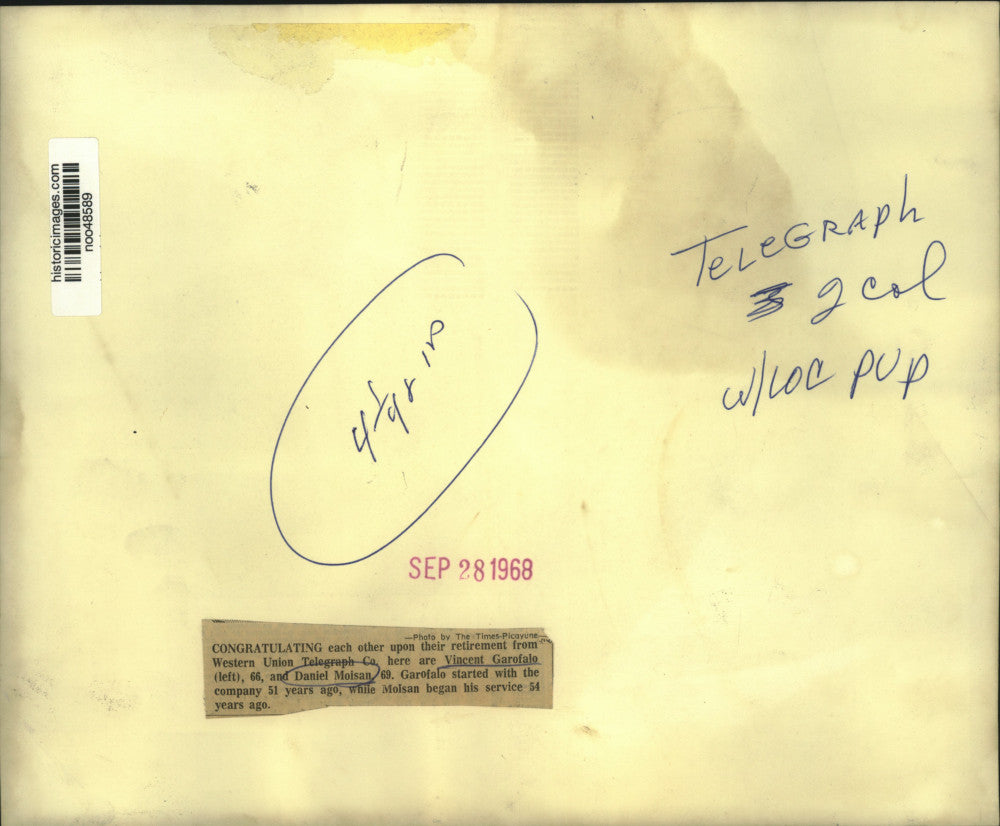 historicimages.com
noo48589
TELEGRAPH
2 col
W/LOC PUP
SEP 28 1968
—Photo by The Times-Picayune.
CONGRATULATING each other upon their retirement from
Western Union Telegraph Co. here are Vincent Garofalo
(left), 66, and Daniel Moisan, 69. Garofalo started with the
company 51 years ago, while Moisan began his service 54
years ago.